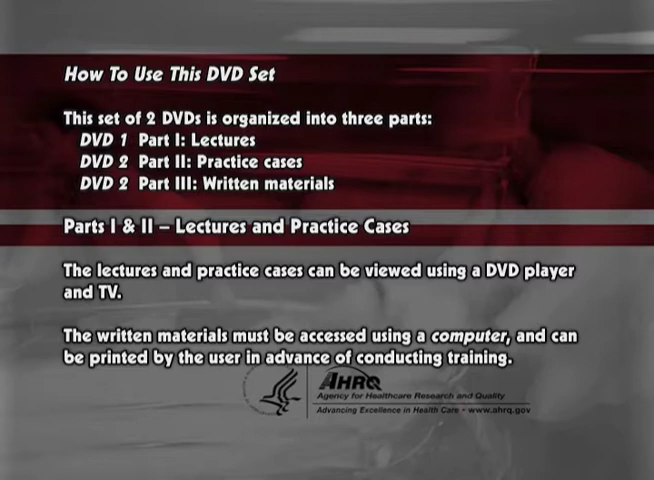 How To Use This DVD Set
This set of 2 DVDs is organized into three parts:
DVD 1 Part I: Lectures
DVD 2 Part II: Practice cases
DVD 2 Part III: Written materials
Parts I & II – Lectures and Practice Cases
The lectures and practice cases can be viewed using a DVD player
and TV.
The written materials must be accessed using a computer, and can
be printed by the user in advance of conducting training.
AHRQ
Agency for Healthcare Research and Quality
Advancing Excellence in Health Care • www.ahrq.gov